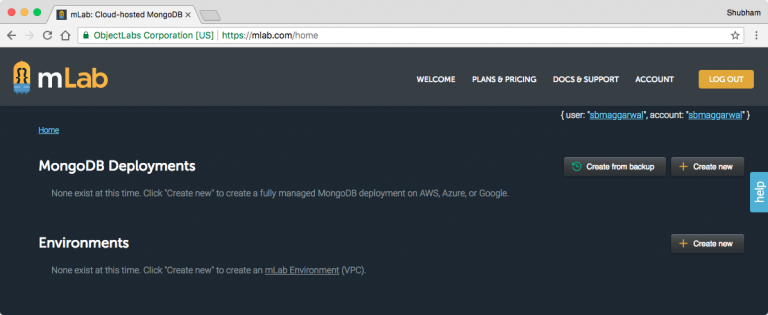 mLab: Cloud-hosted MongoDB
Shubham
ObjectLabs Corporation [US] https://mlab.com/home
mLab
WELCOME PLANS & PRICING DOCS & SUPPORT ACCOUNT LOG OUT
{ user: "sbmaggarwal", account: "sbmaggarwal" }
Home
MongoDB Deployments
Create from backup
Create new
None exist at this time. Click "Create new" to create a fully managed MongoDB deployment on AWS, Azure, or Google.
help
Environments
Create new
None exist at this time. Click "Create new" to create an mLab Environment (VPC).